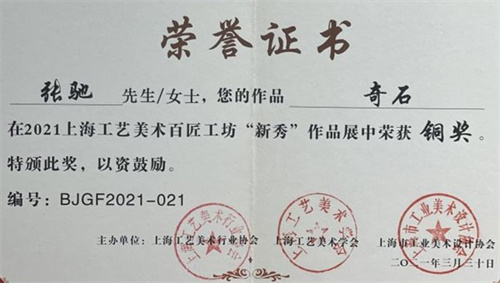 荣誉证书
张驰 先生/女士，您的作品 奇石
在2021上海工艺美术百匠工坊“新秀”作品展中荣获 铜奖。
特颁此奖，以资鼓励。
编号：BJGF2021-021
主办单位：上海工艺美术行业协会 上海工艺美术学会 上海市工业美术设计协会
二〇二一年三月三十日